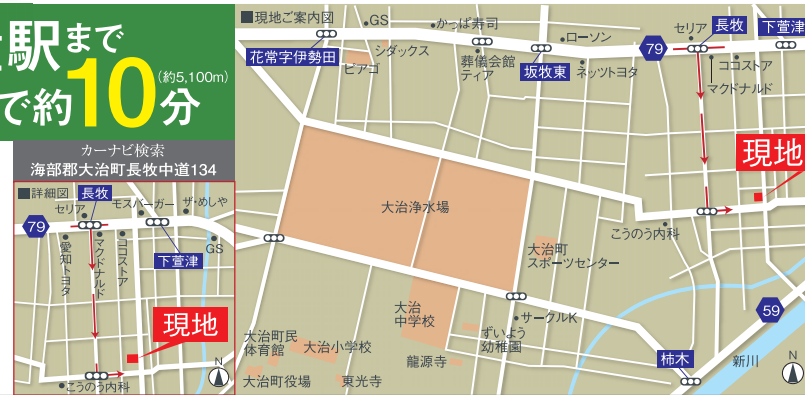 駅まで
で約10分
(約5,100m)
カーナビ検索
海部郡大治町長牧中道134
■詳細図
長牧
セリア
モスバーガー
ザ・めしや
79
愛知トヨタ
マクドナルド
ココストア
下萱津
GS
現地
こうのう内科
N
■現地ご案内図
GS
かっぱ寿司
花常字伊勢田
ピアゴ
シダックス
葬儀会館
ティア
ローソン
坂牧東
ネッツトヨタ
79
セリア
長牧
下萱津
ココストア
マクドナルド
現地
大治浄水場
こうのう内科
大治町
スポーツセンター
大治
中学校
サークルK
ずいよう
幼稚園
大治町民
体育館
大治小学校
龍源寺
大治町役場
東光寺
柿木
新川
59
N